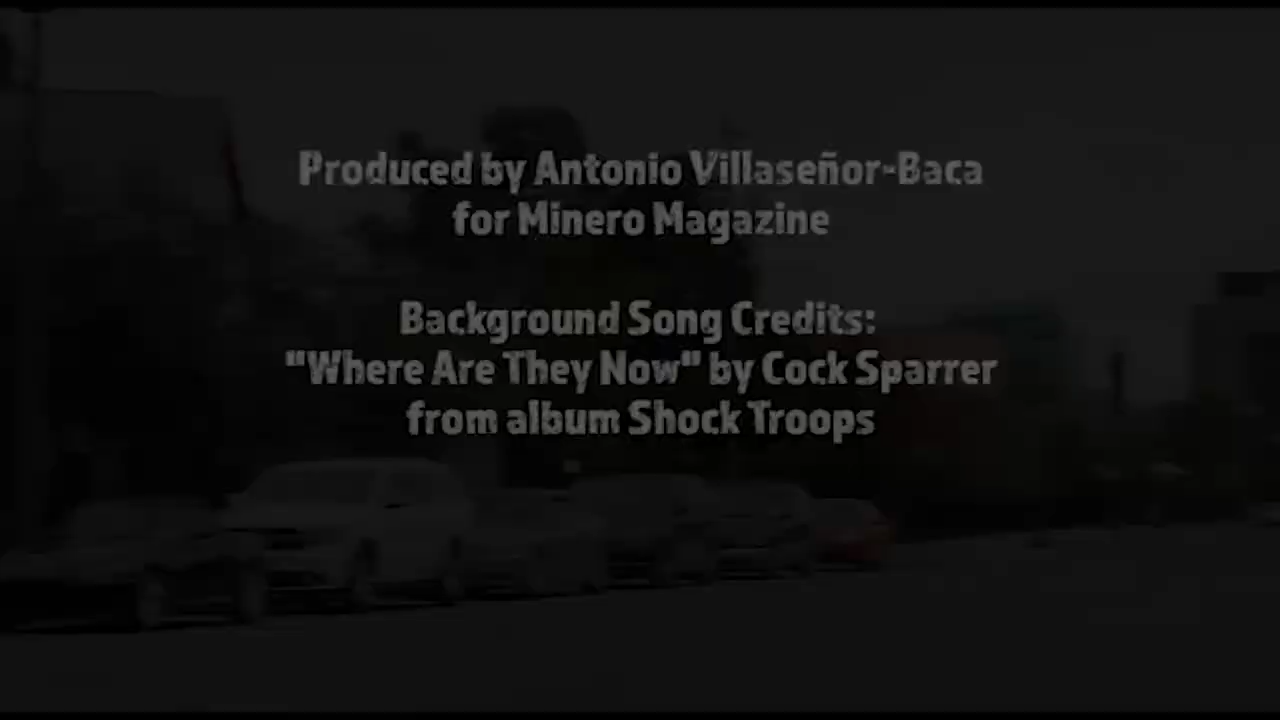 Produced by Antonio Villaseñor-Baca
for Minero Magazine
Background Song Credits:
"Where Are They Now" by Cock Sparrer
from album Shock Troops